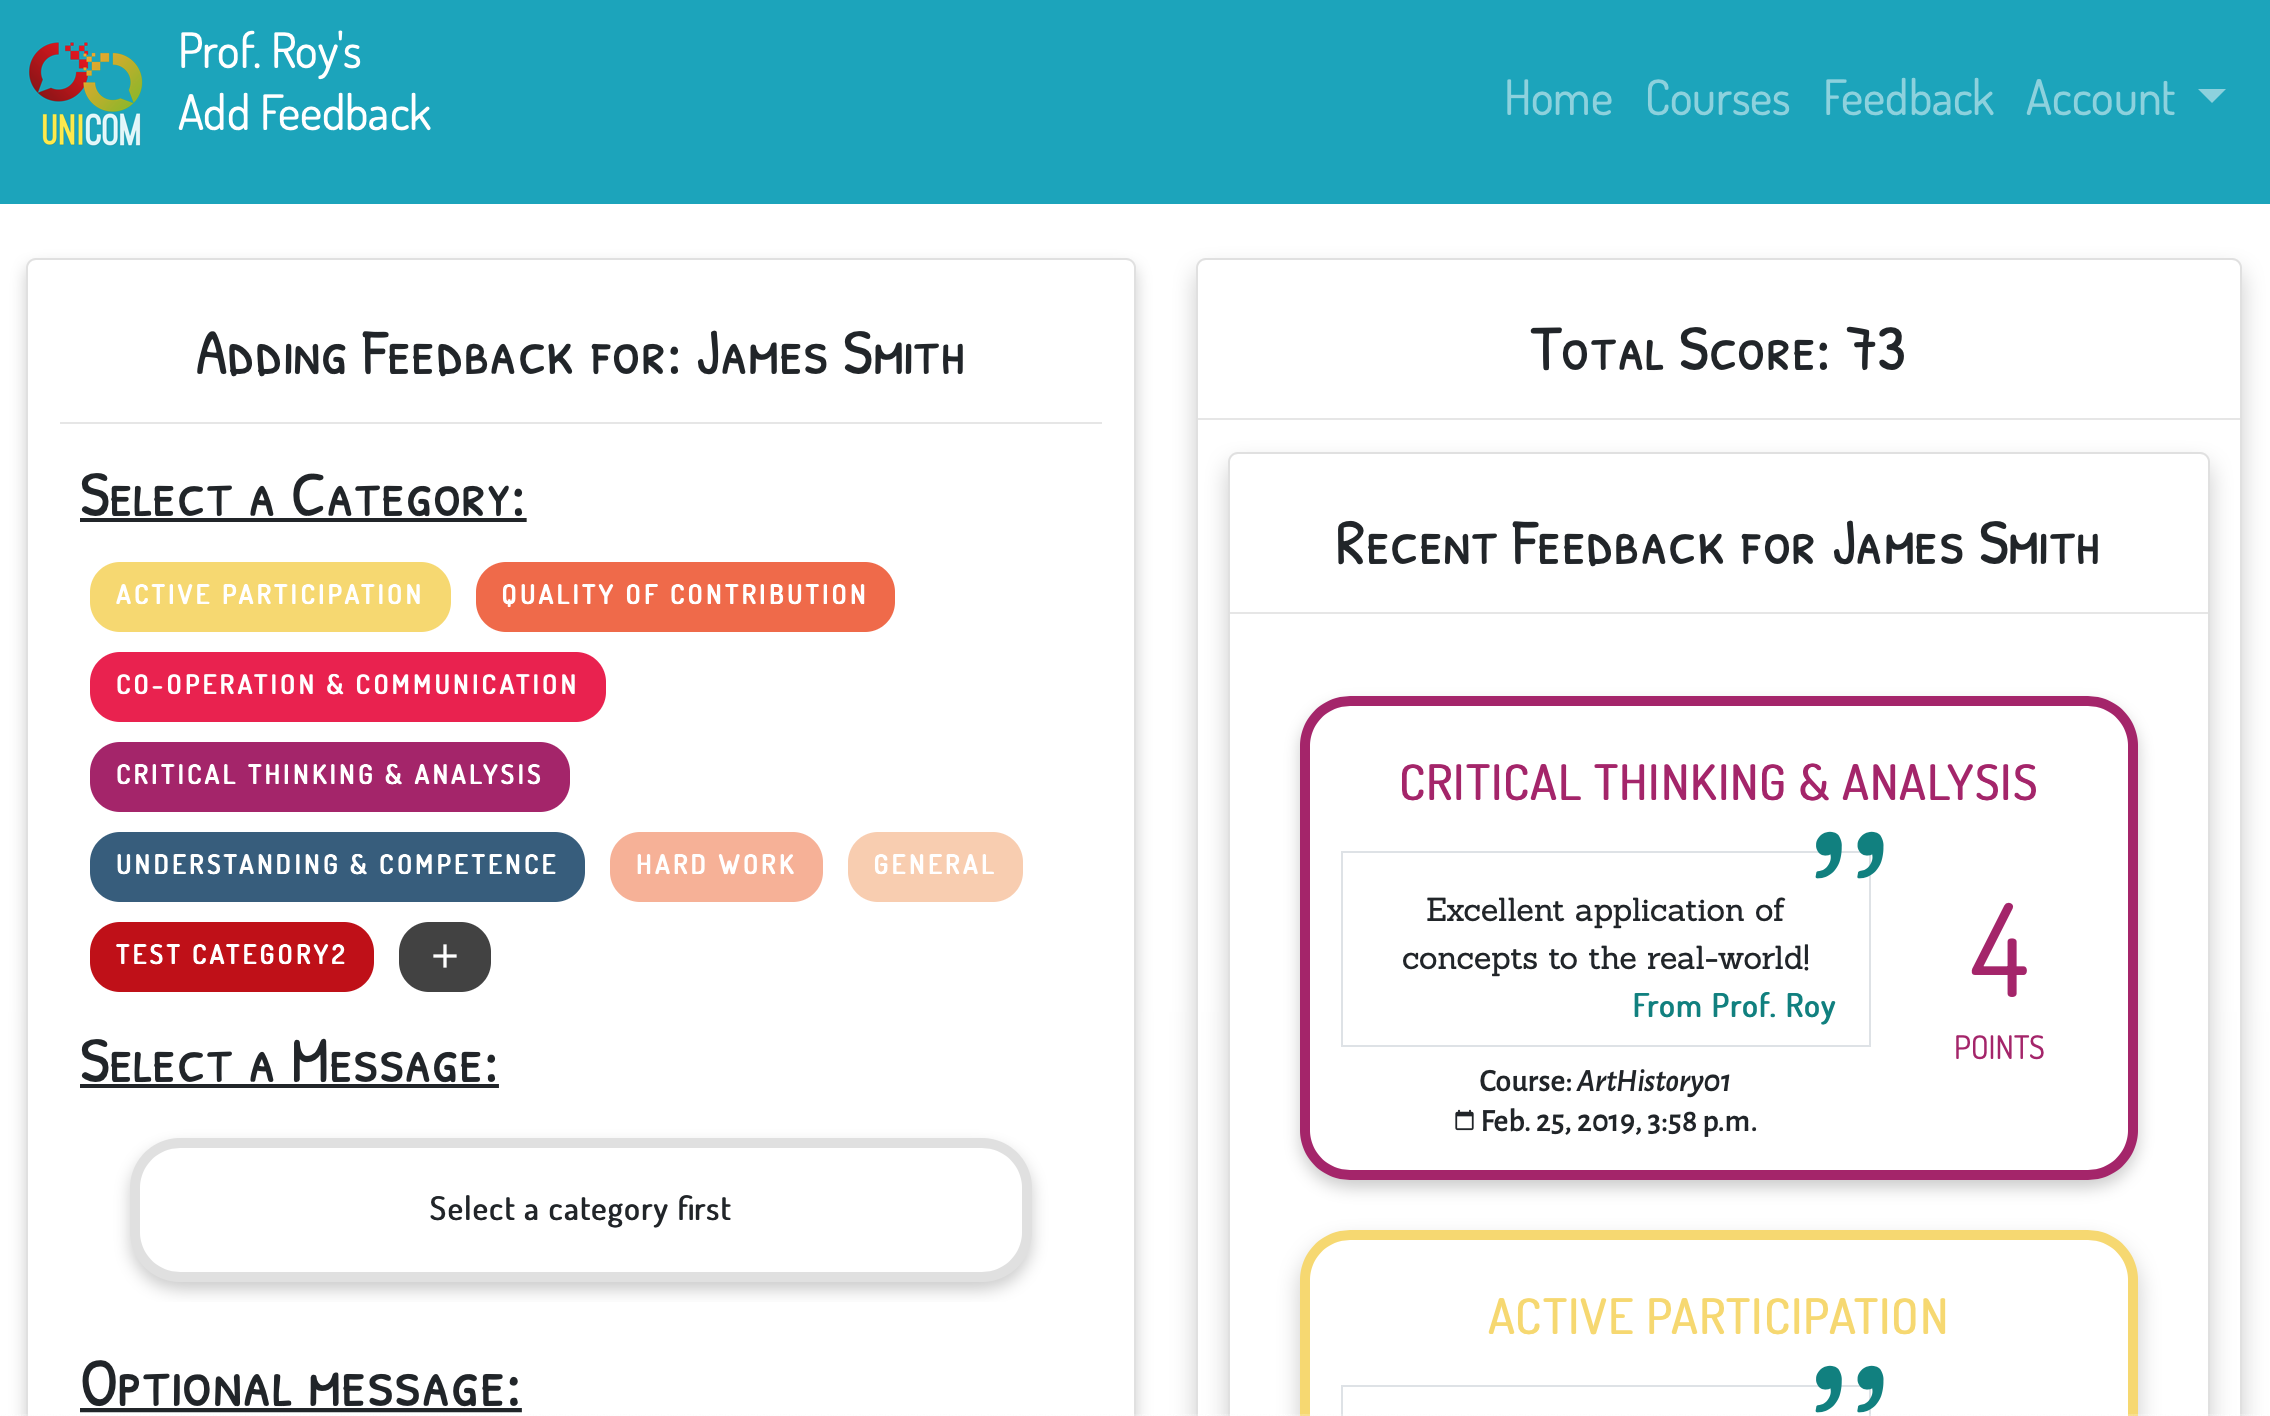 UNICOM
Prof. Roy's
Add Feedback
Home Courses Feedback Account
Adding Feedback for: James Smith
Select a Category:
ACTIVE PARTICIPATION QUALITY OF CONTRIBUTION
CO-OPERATION & COMMUNICATION
CRITICAL THINKING & ANALYSIS
UNDERSTANDING & COMPETENCE HARD WORK GENERAL
TEST CATEGORY2 +
Select a Message:
Select a category first
Optional message:
Total Score: 73
Recent Feedback for James Smith
CRITICAL THINKING & ANALYSIS
”
Excellent application of
concepts to the real-world!
From Prof. Roy
4
POINTS
Course: ArtHistory01
Feb. 25, 2019, 3:58 p.m.
ACTIVE PARTICIPATION
”